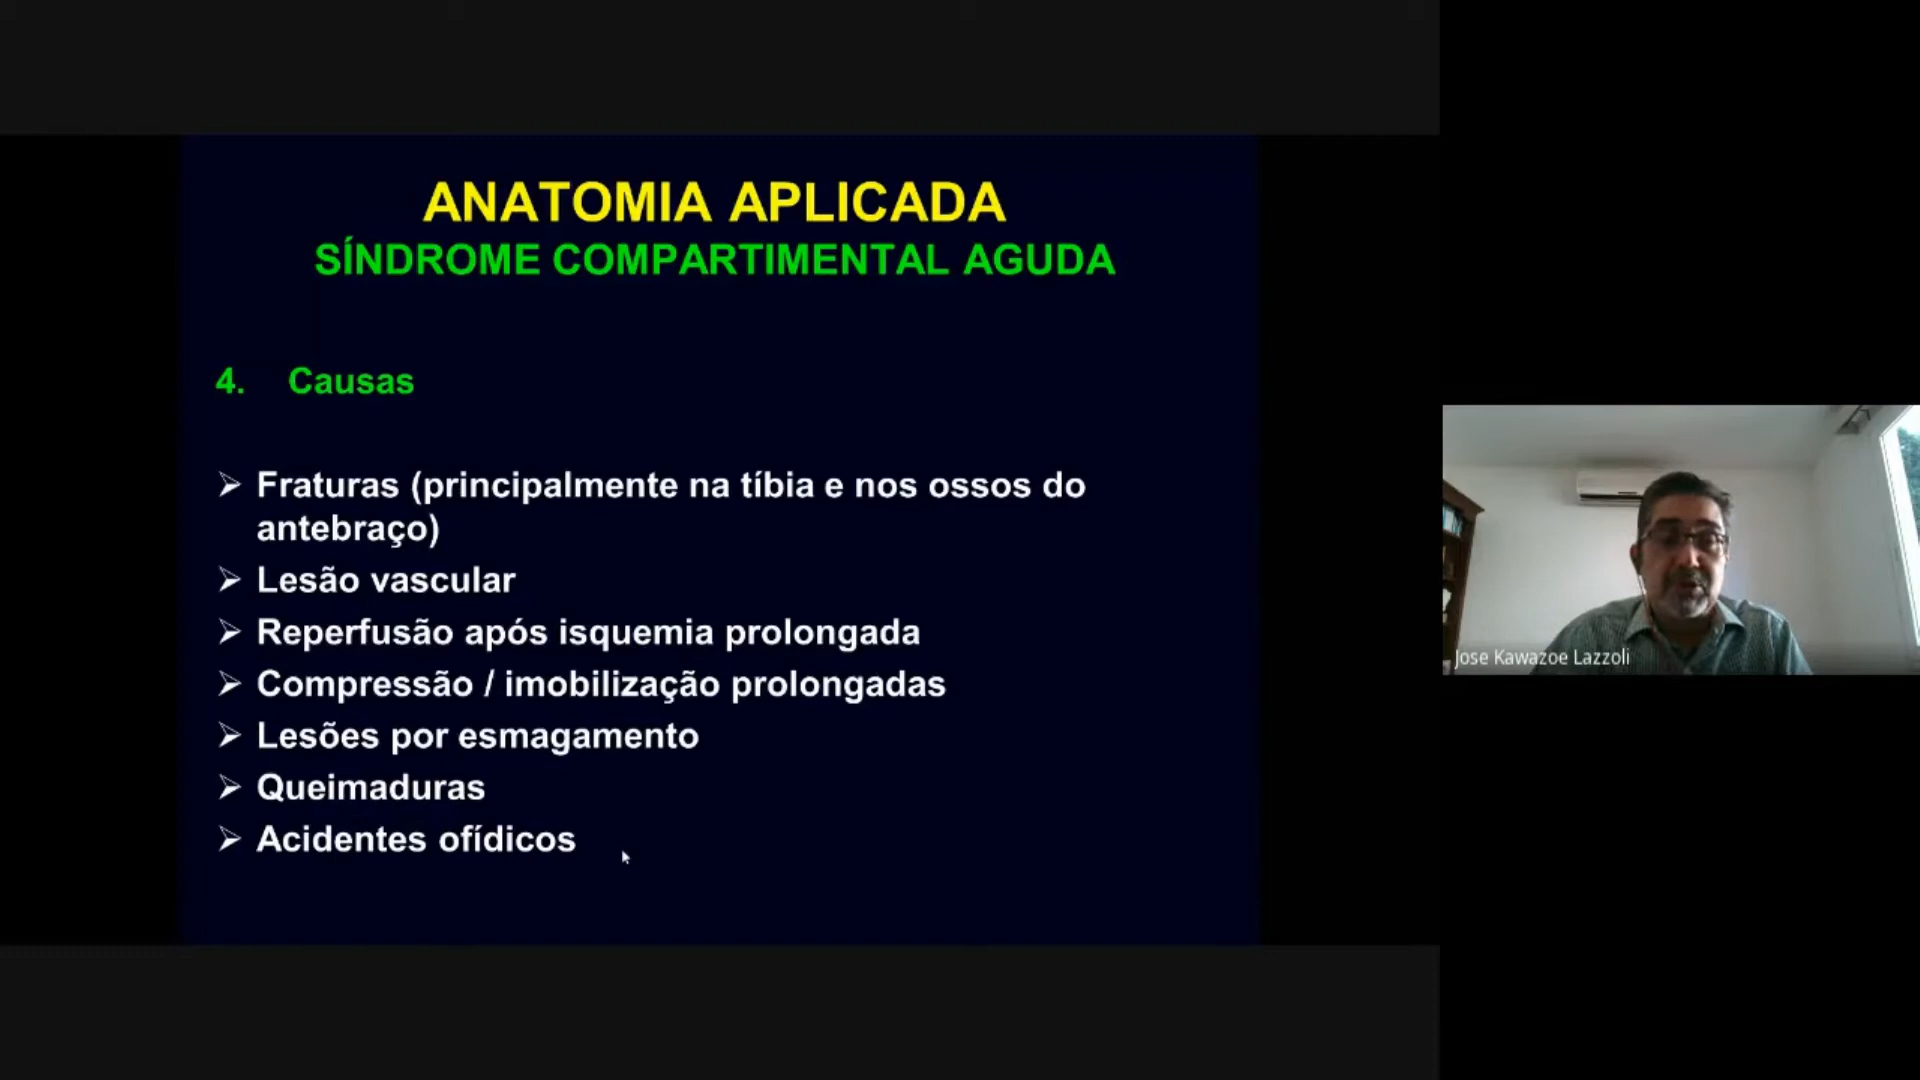 ANATOMIA APLICADA
SÍNDROME COMPARTIMENTAL AGUDA
4. Causas
➢ Fraturas (principalmente na tíbia e nos ossos do
antebraço)
➢ Lesão vascular
➢ Reperfusão após isquemia prolongada
➢ Compressão / imobilização prolongadas
➢ Lesões por esmagamento
➢ Queimaduras
➢ Acidentes ofídicos
Jose Kawazoe Lazzoli